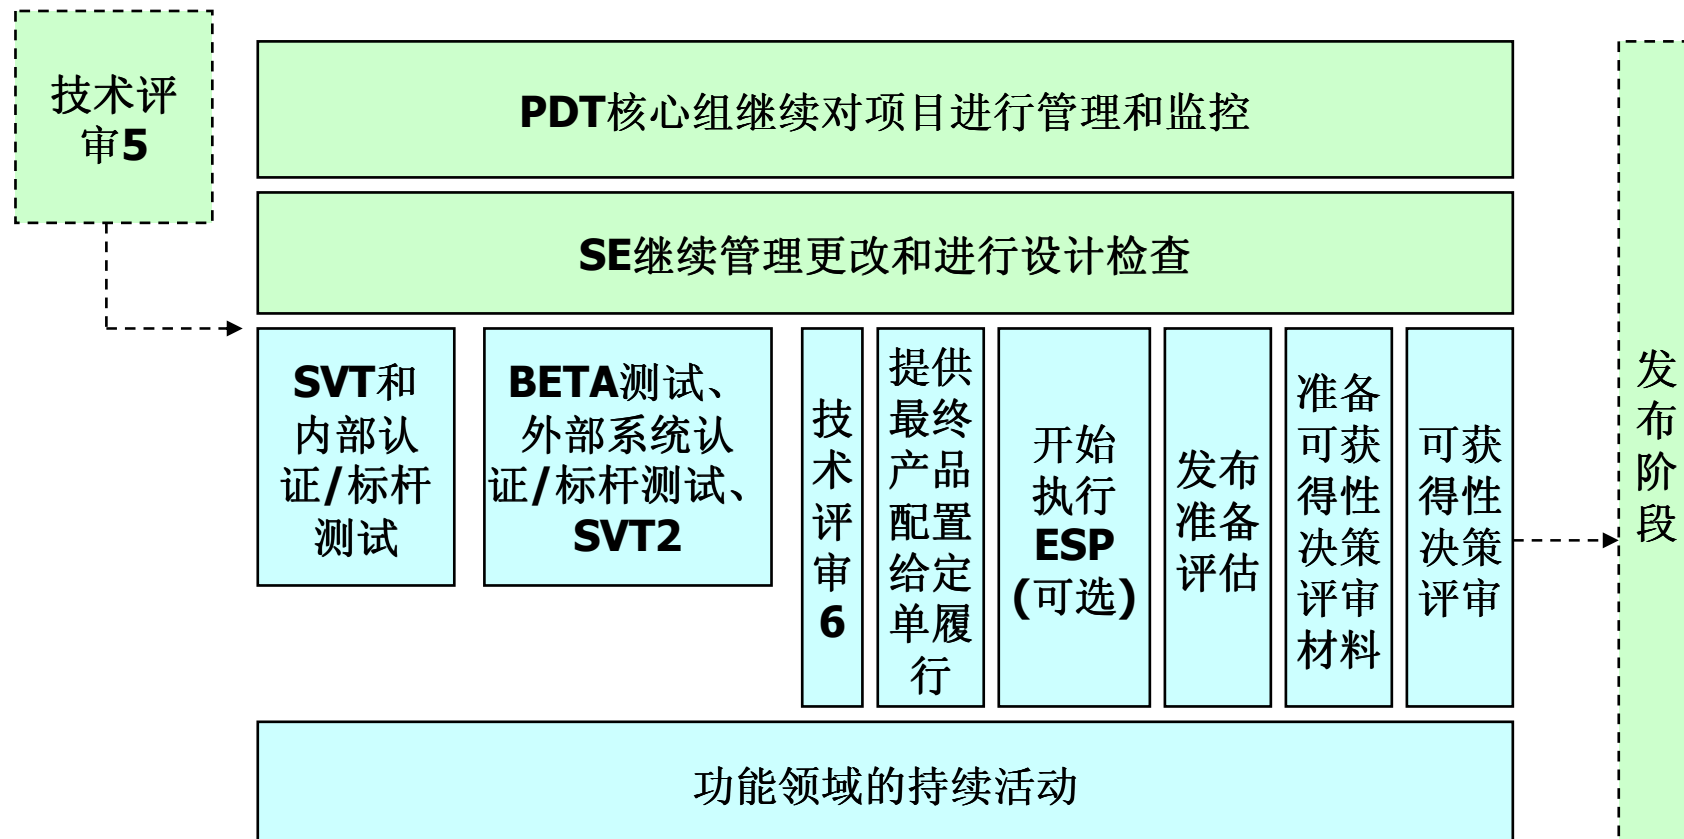 技术评
审5
PDT核心组继续对项目进行管理和监控
SE继续管理更改和进行设计检查
SVT和
内部认
证/标杆
测试
BETA测试、
外部系统认
证/标杆测试、
SVT2
技
术
评
审
6
提供
最终
产品
配置
给定
单履
行
开始
执行
ESP
(可选)
发布
准备
评估
准备
可获
得性
决策
评审
材料
可获
得性
决策
评审
发
布
阶
段
功能领域的持续活动